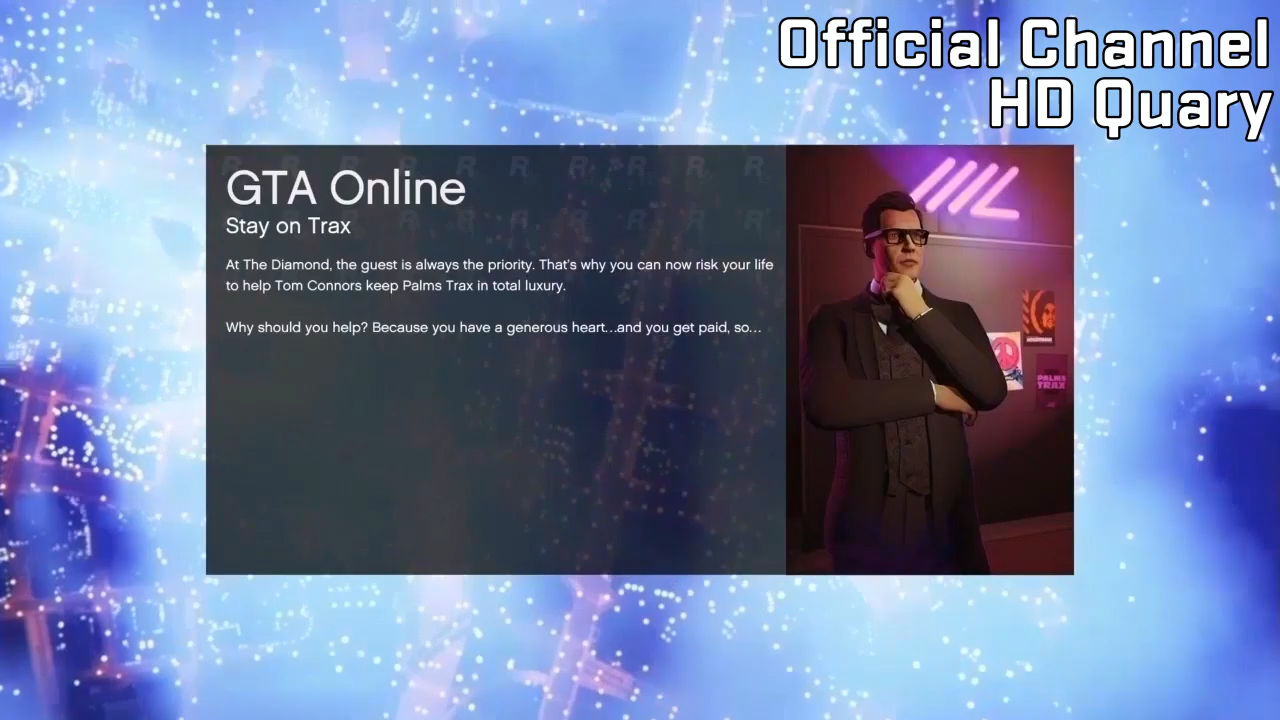 Official Channel
HD Quary
GTA Online
Stay on Trax
At The Diamond, the guest is always the priority. That's why you can now risk your life
to help Tom Connors keep Palms Trax in total luxury.
Why should you help? Because you have a generous heart...and you get paid, so...
PALMS
TRAX